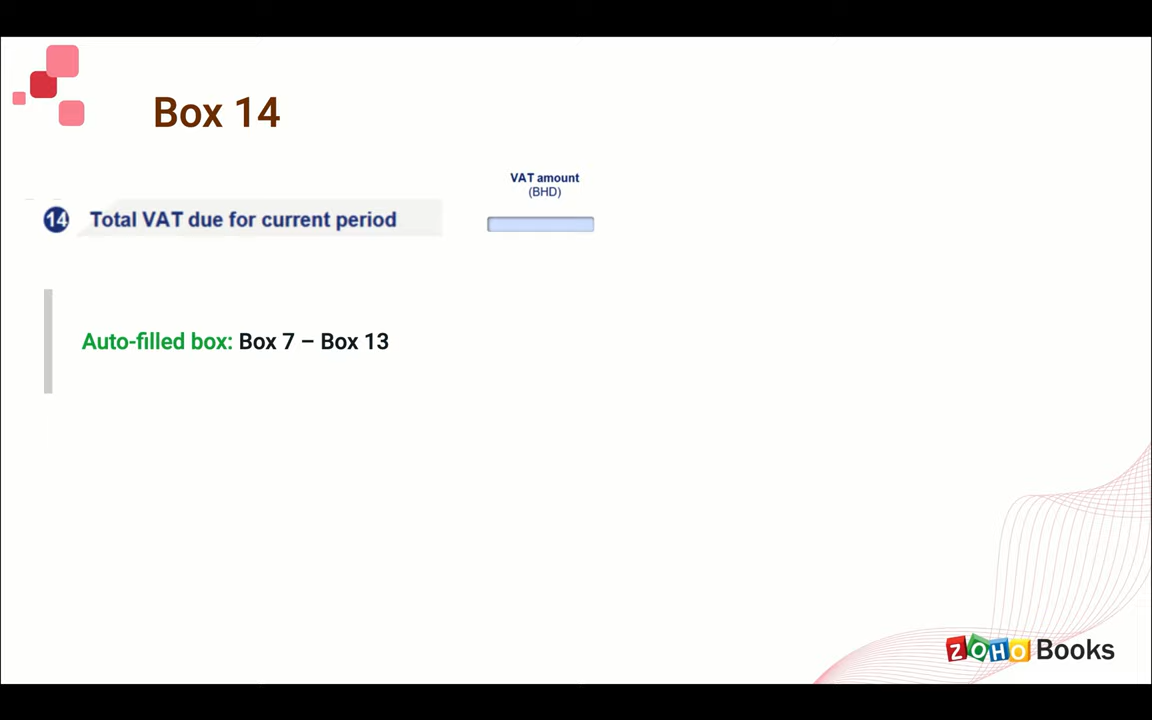 Box 14
VAT amount
(BHD)
14 Total VAT due for current period
Auto-filled box: Box 7 – Box 13
ZOHO Books